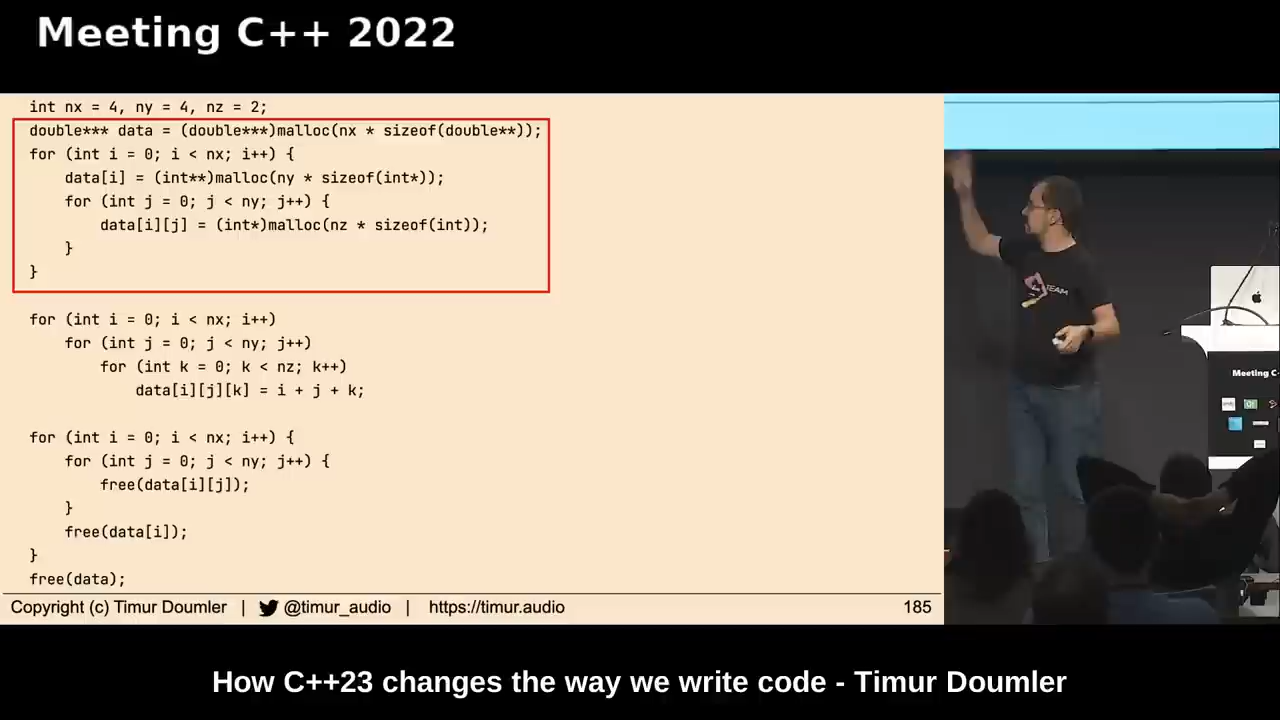 Meeting C++ 2022
int nx = 4, ny = 4, nz = 2;
double*** data = (double***)malloc(nx * sizeof(double**));
for (int i = 0; i < nx; i++) {
    data[i] = (int**)malloc(ny * sizeof(int*));
    for (int j = 0; j < ny; j++) {
        data[i][j] = (int*)malloc(nz * sizeof(int));
    }
}
for (int i = 0; i < nx; i++)
    for (int j = 0; j < ny; j++)
        for (int k = 0; k < nz; k++)
            data[i][j][k] = i + j + k;
for (int i = 0; i < nx; i++) {
    for (int j = 0; j < ny; j++) {
        free(data[i][j]);
    }
    free(data[i]);
}
free(data);
Copyright (c) Timur Doumler | @timur_audio | https://timur.audio 185
Meeting C+
How C++23 changes the way we write code - Timur Doumler